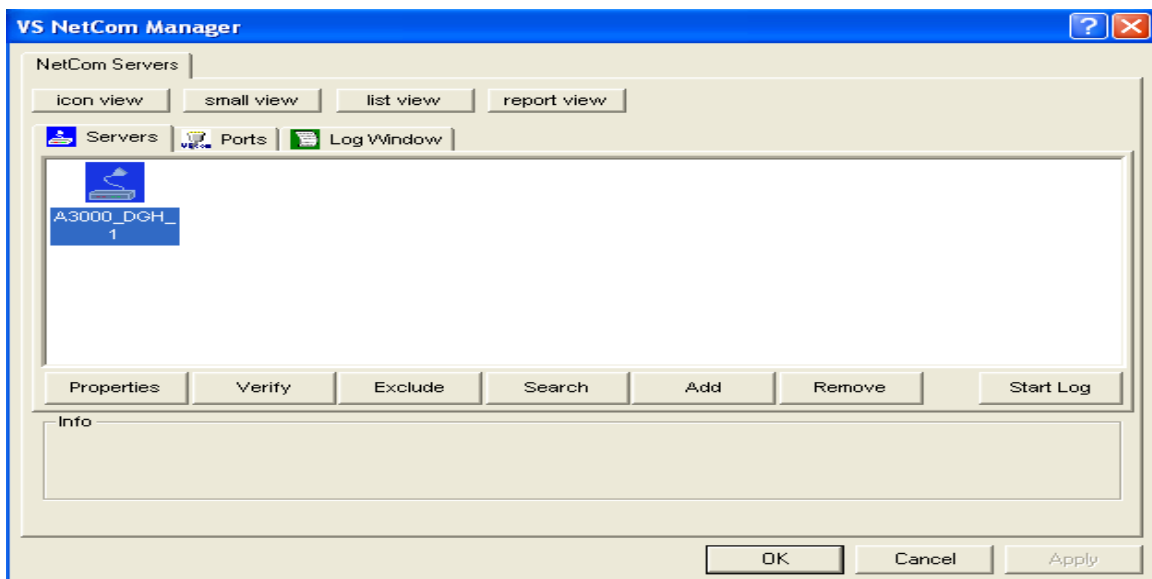 VS NetCom Manager
NetCom Servers
icon view small view list view report view
Servers Ports Log Window
A3000_DGH_
1
Properties Verify Exclude Search Add Remove Start Log
Info
OK Cancel Apply